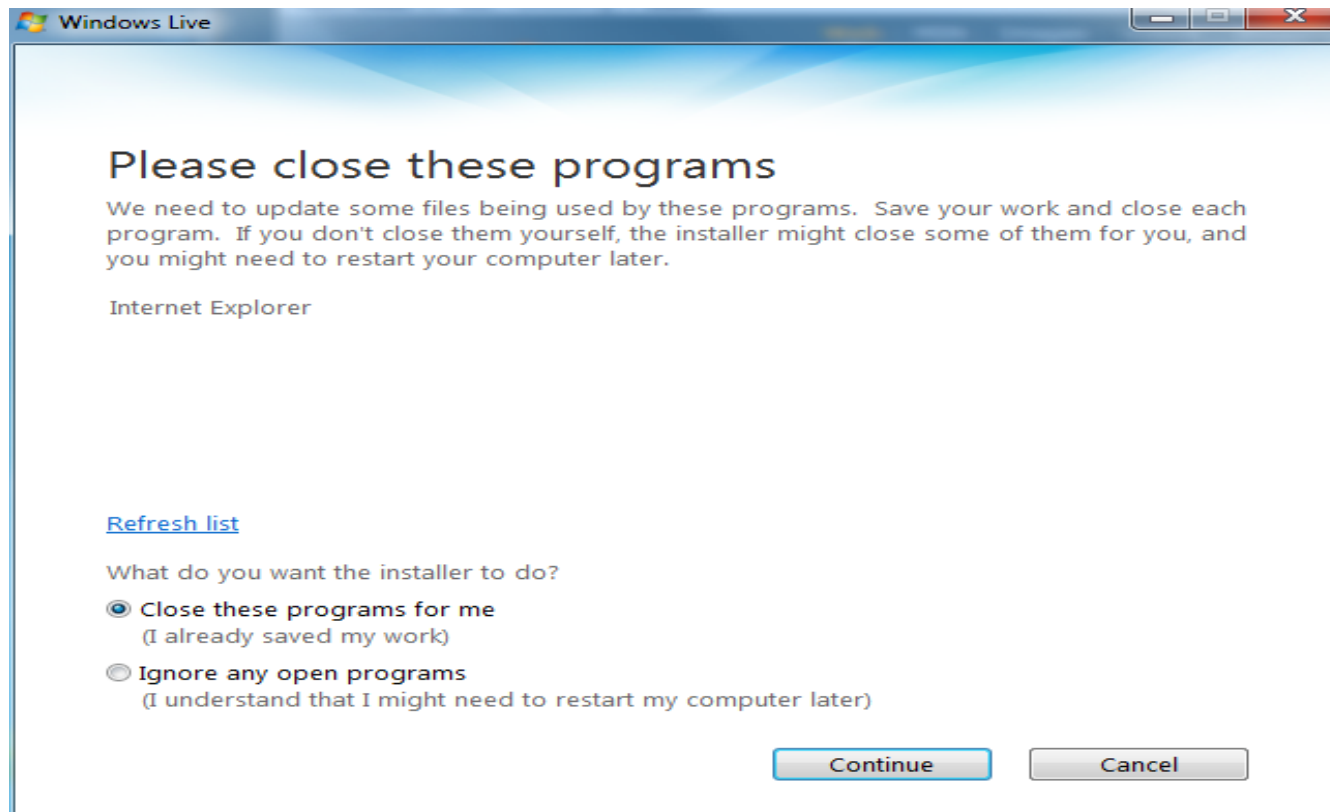 Windows Live
Please close these programs
We need to update some files being used by these programs. Save your work and close each
program. If you don't close them yourself, the installer might close some of them for you, and
you might need to restart your computer later.
Internet Explorer
Refresh list
What do you want the installer to do?
Close these programs for me
(I already saved my work)
Ignore any open programs
(I understand that I might need to restart my computer later)
Continue Cancel